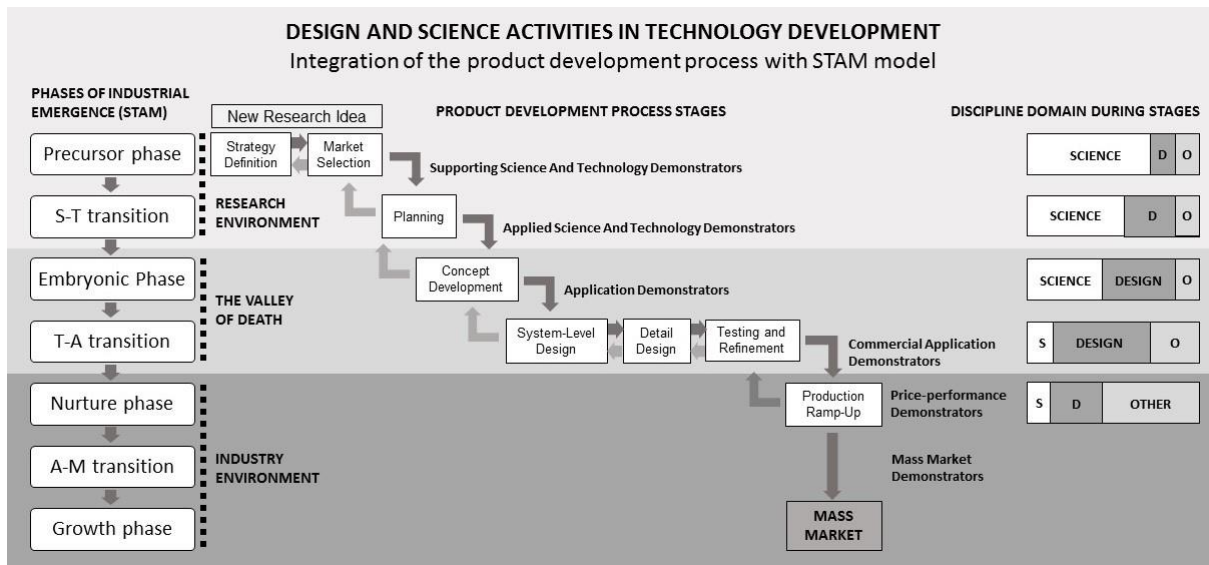 DESIGN AND SCIENCE ACTIVITIES IN TECHNOLOGY DEVELOPMENT
Integration of the product development process with STAM model
PHASES OF INDUSTRIAL
EMERGENCE (STAM)
Precursor phase
S-T transition
Embryonic Phase
T-A transition
Nurture phase
A-M transition
Growth phase
RESEARCH
ENVIRONMENT
THE VALLEY
OF DEATH
INDUSTRY
ENVIRONMENT
PRODUCT DEVELOPMENT PROCESS STAGES
New Research Idea
Strategy
Definition
Market
Selection
Supporting Science And Technology Demonstrators
Planning
Applied Science And Technology Demonstrators
Concept
Development
Application Demonstrators
System-Level
Design
Detail
Design
Testing and
Refinement
Commercial Application
Demonstrators
Production
Ramp-Up
Price-performance
Demonstrators
Mass Market
Demonstrators
MASS
MARKET
DISCIPLINE DOMAIN DURING STAGES
SCIENCE D O
SCIENCE D O
SCIENCE DESIGN O
S DESIGN O
S D OTHER